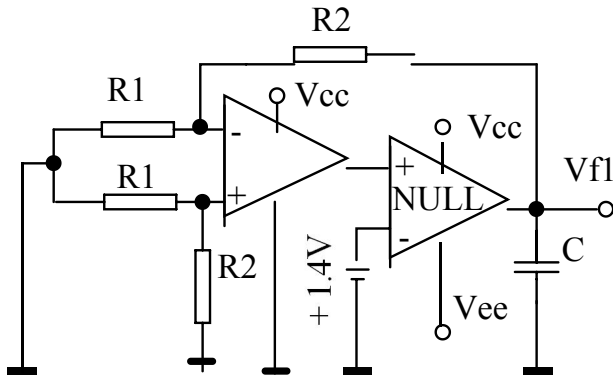 R2
R1
Vcc
-
Vcc
Vf1
+
R1
+
NULL
R2
-
C
+ 1.4V
Vee